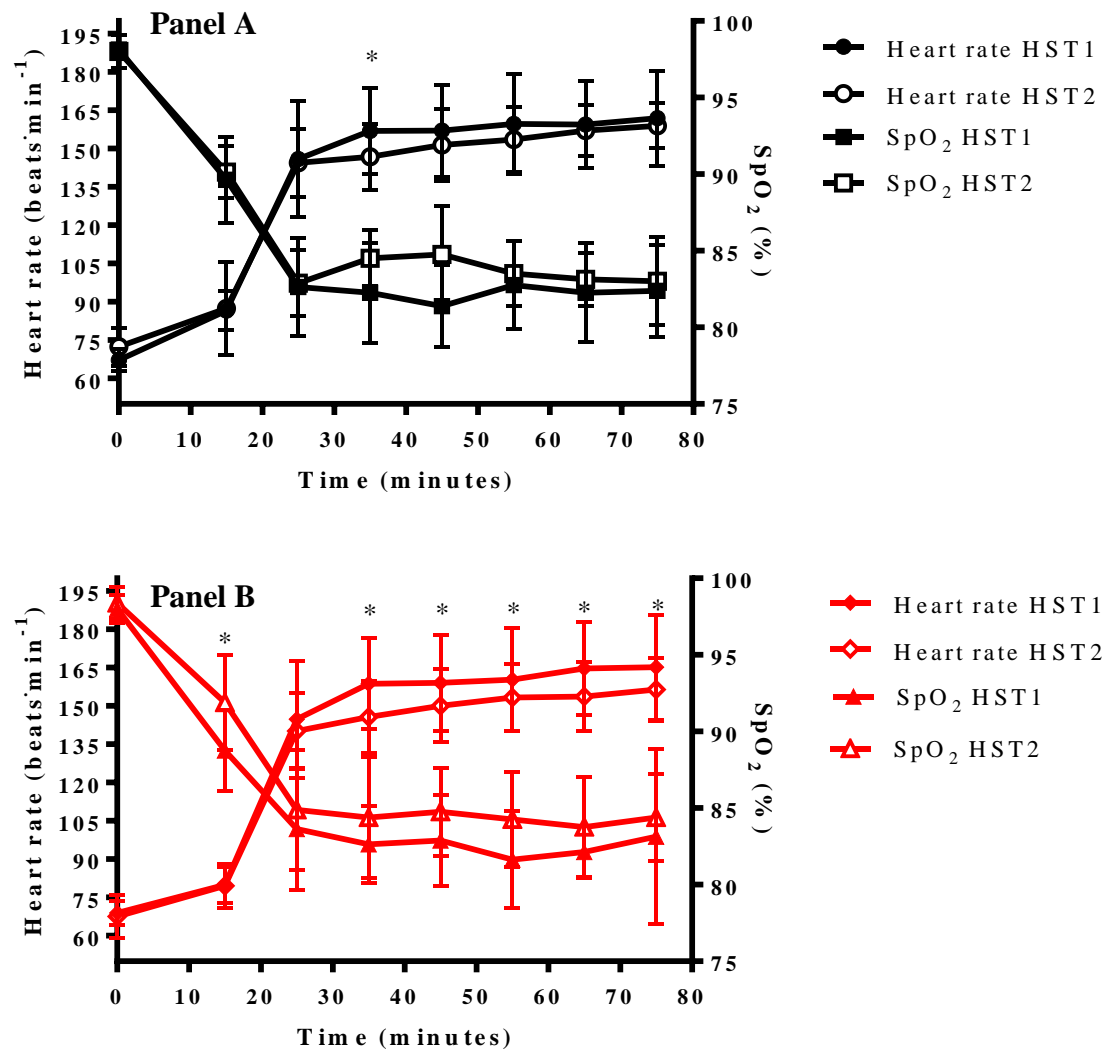 Panel A
*
Heart rate (beats.min-1)
195
180
165
150
135
120
105
90
75
60
100
95
90
85
80
75
SpO2 (%)
0 10 20 30 40 50 60 70 80
Time (minutes)
Heart rate HST1
Heart rate HST2
SpO2 HST1
SpO2 HST2
Panel B
* * * * * *
Heart rate (beats.min-1)
195
180
165
150
135
120
105
90
75
60
100
95
90
85
80
75
SpO2 (%)
0 10 20 30 40 50 60 70 80
Time (minutes)
Heart rate HST1
Heart rate HST2
SpO2 HST1
SpO2 HST2